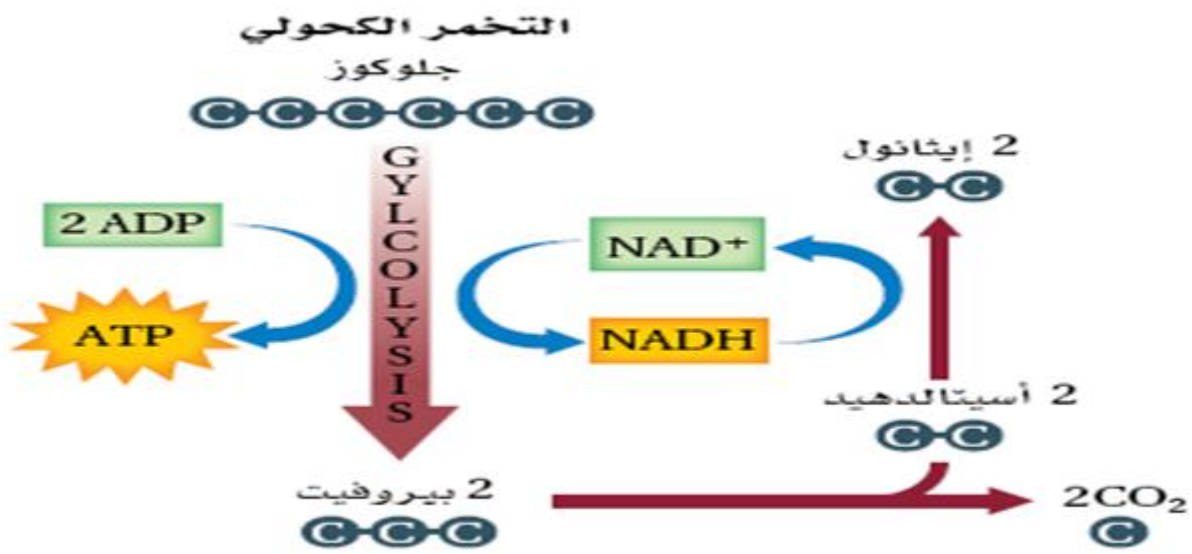 التخمر الكحولي
جلوكوز
C-C-C-C-C-C
GYLCOLYSIS
2 ADP
ATP
NAD⁺
NADH
2 إيثانول
C-C
2 أسيتالدهيد
C-C
2 بيروفيت
C-C-C
2CO₂
C